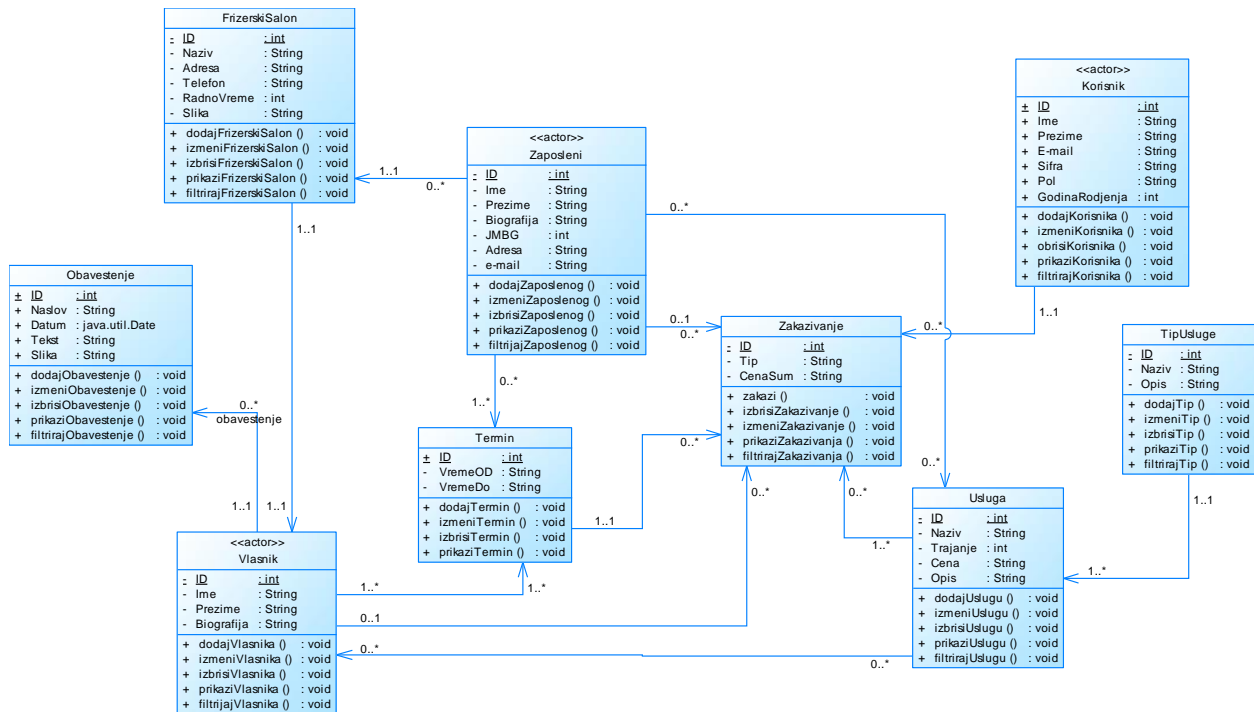 FrizerskiSalon
- ID : int
- Naziv : String
- Adresa : String
- Telefon : String
- RadnoVreme : int
- Slika : String
+ dodajFrizerskiSalon () : void
+ izmeniFrizerskiSalon () : void
+ izbrisiFrizerskiSalon () : void
+ prikaziFrizerskiSalon () : void
+ filtrirajFrizerskiSalon () : void
<<actor>>
Korisnik
+ ID : int
+ Ime : String
+ Prezime : String
+ E-mail : String
+ Sifra : String
+ Pol : String
+ GodinaRodjenja : int
+ dodajKorisnika () : void
+ izmeniKorisnika () : void
+ obrisiKorisnika () : void
+ prikaziKorisnika () : void
+ filtrirajKorisnika () : void
<<actor>>
Zaposleni
- ID : int
- Ime : String
- Prezime : String
- Biografija : String
- JMBG : int
- Adresa : String
- e-mail : String
+ dodajZaposlenog () : void
+ izmeniZaposlenog () : void
+ izbrisiZaposlenog () : void
+ prikaziZaposlenog () : void
+ filtrijajZaposlenog () : void
1..1
0..*
0..*
1..1
Obavestenje
+ ID : int
+ Naslov : String
+ Datum : java.util.Date
+ Tekst : String
+ Slika : String
+ dodajObavestenje () : void
+ izmeniObavestenje () : void
+ izbrisiObavestenje () : void
+ prikaziObavestenje () : void
+ filtrirajObavestenje () : void
0..1
0..*
Zakazivanje
- ID : int
- Tip : String
- CenaSum : String
+ zakazi () : void
+ izbrisiZakazivanje () : void
+ izmeniZakazivanje () : void
+ prikaziZakazivanja () : void
+ filtrirajZakazivanja () : void
0..*
1..1
TipUsluge
- ID : int
- Naziv : String
- Opis : String
+ dodajTip () : void
+ izmeniTip () : void
+ izbrisiTip () : void
+ prikaziTip () : void
+ filtrirajTip () : void
0..*
1..*
0..*
obavestenje
Termin
+ ID : int
- VremeOD : String
- VremeDo : String
+ dodajTermin () : void
+ izmeniTermin () : void
+ izbrisiTermin () : void
+ prikaziTermin () : void
0..*
0..*
0..*
0..*
1..1
1..1
1..1
1..1
Usluga
- ID : int
- Naziv : String
- Trajanje : int
- Cena : String
- Opis : String
+ dodajUslugu () : void
+ izmeniUslugu () : void
+ izbrisiUslugu () : void
+ prikaziUslugu () : void
+ filtrirajUslugu () : void
1..*
1..*
<<actor>>
Vlasnik
- ID : int
- Ime : String
- Prezime : String
- Biografija : String
+ dodajVlasnika () : void
+ izmeniVlasnika () : void
+ izbrisiVlasnika () : void
+ prikaziVlasnika () : void
+ filtrijajVlasnika () : void
1..*
1..*
0..1
0..*
0..*